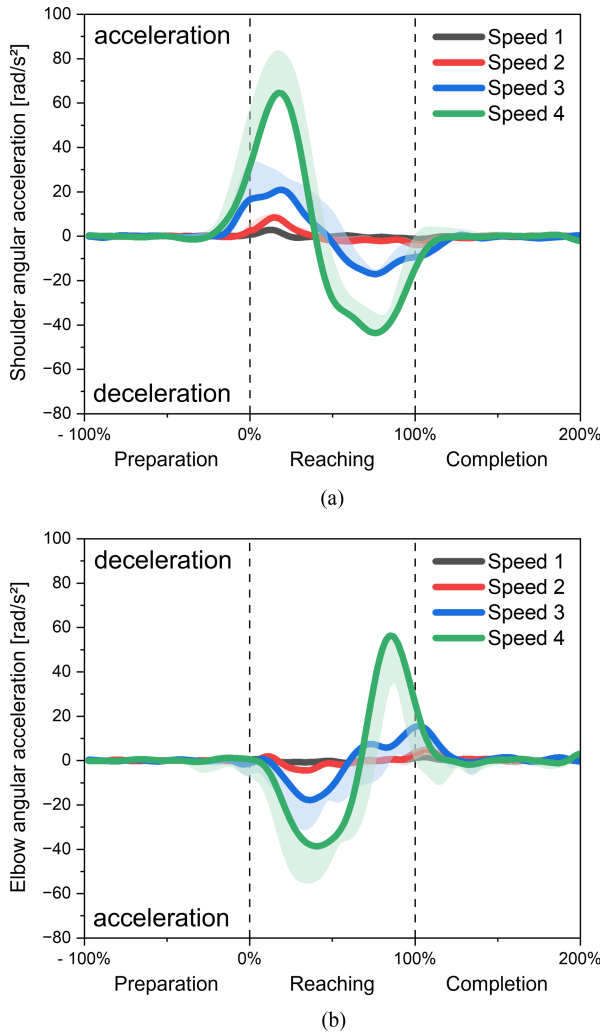 Shoulder angular acceleration [rad/s²]
100
80
60
40
20
0
−20
−40
−60
−80
acceleration
deceleration
Speed 1
Speed 2
Speed 3
Speed 4
- 100% 0% 100% 200%
Preparation Reaching Completion
(a)
Elbow angular acceleration [rad/s²]
100
80
60
40
20
0
−20
−40
−60
−80
deceleration
acceleration
Speed 1
Speed 2
Speed 3
Speed 4
- 100% 0% 100% 200%
Preparation Reaching Completion
(b)